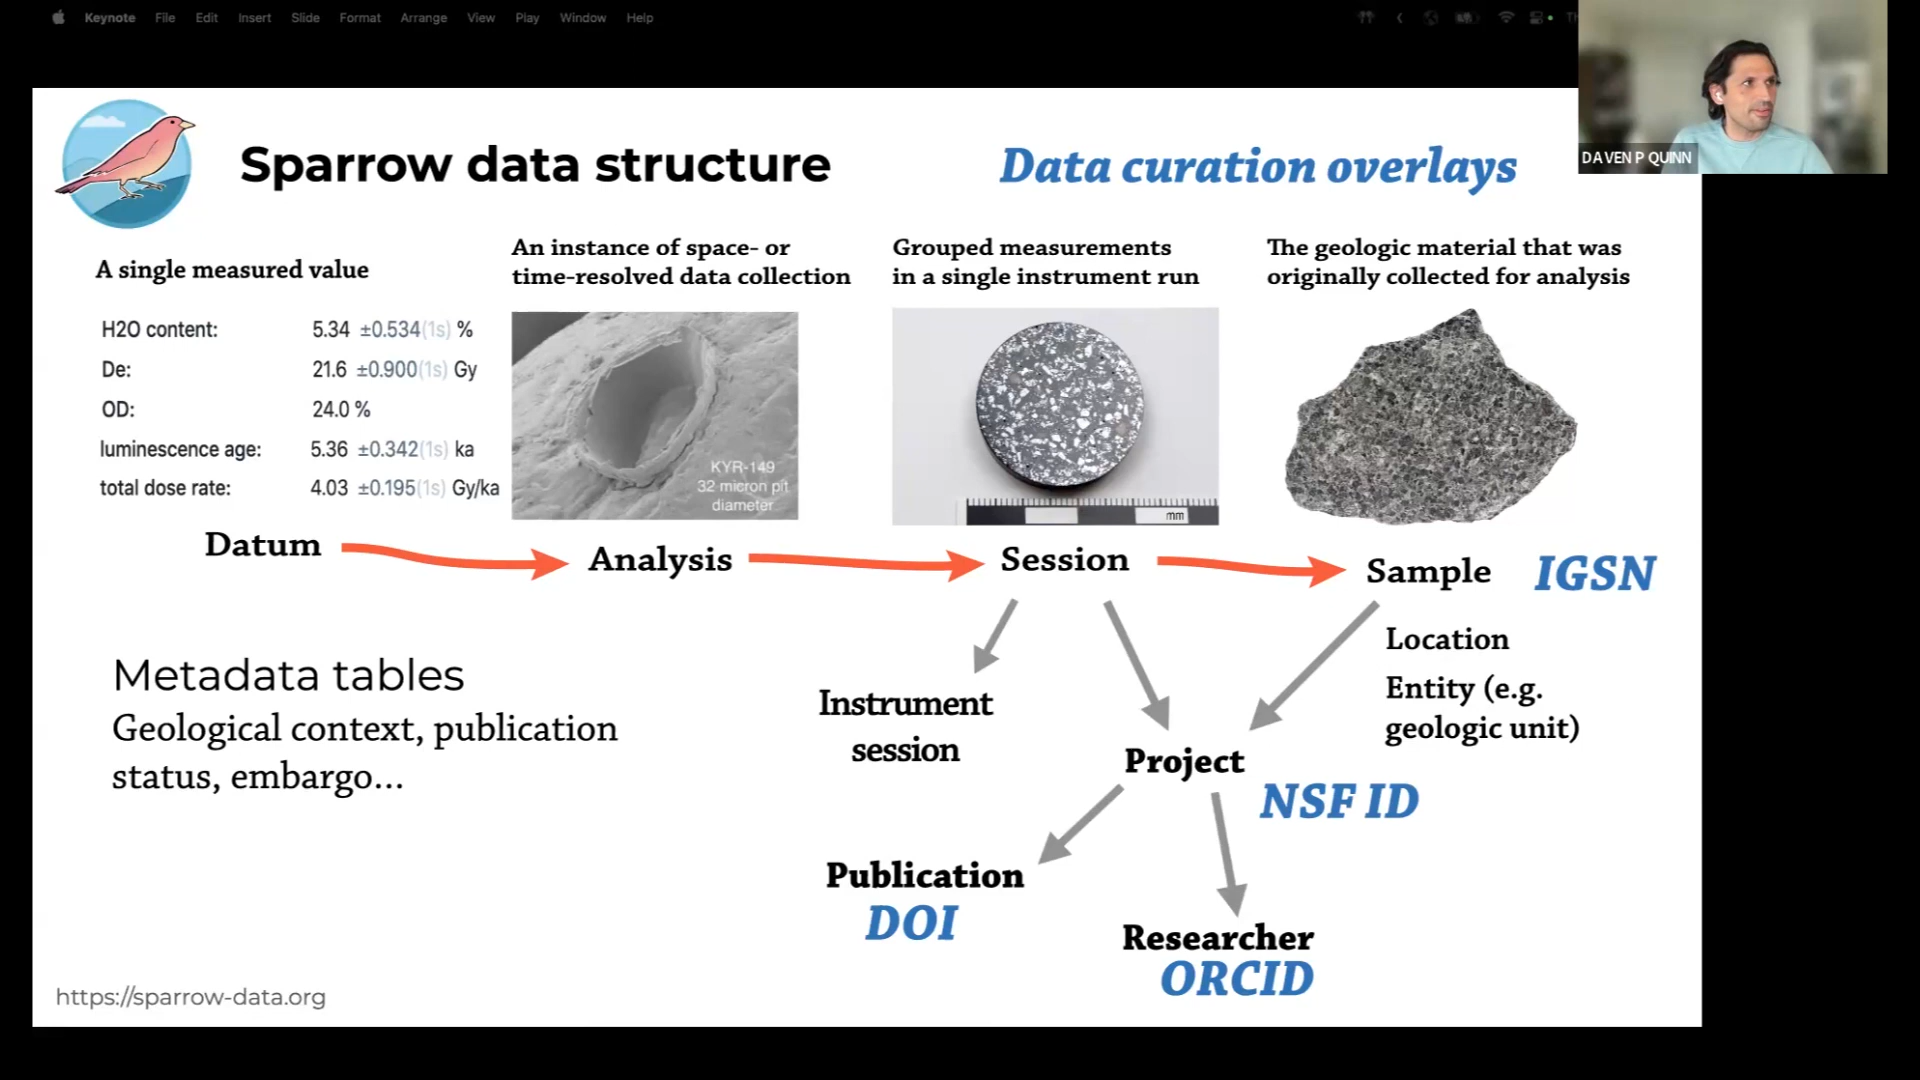 Keynote File Edit Insert Slide Format Arrange View Play Window Help
DAVEN P QUINN
Sparrow data structure
Data curation overlays
A single measured value
H2O content: 5.34 ±0.534(1s) %
De: 21.6 ±0.900(1s) Gy
OD: 24.0 %
luminescence age: 5.36 ±0.342(1s) ka
total dose rate: 4.03 ±0.195(1s) Gy/ka
An instance of space- or
time-resolved data collection
KYR-149
32 micron pit
diameter
Grouped measurements
in a single instrument run
mm
The geologic material that was
originally collected for analysis
Datum
Analysis
Session
Sample
IGSN
Location
Entity (e.g.
geologic unit)
Metadata tables
Geological context, publication
status, embargo...
Instrument
session
Project
NSF ID
Publication
DOI
Researcher
ORCID
https://sparrow-data.org